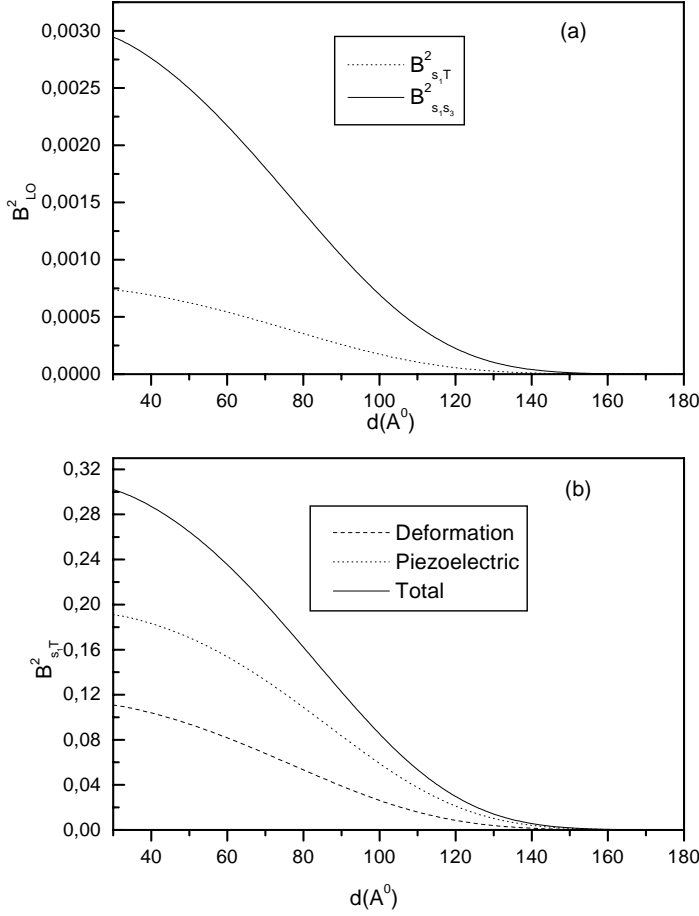 (a)
B²s₁T
B²s₁s₃
B²LO
0,0030
0,0025
0,0020
0,0015
0,0010
0,0005
0,0000
40 60 80 100 120 140 160 180
d(A⁰)
(b)
Deformation
Piezoelectric
Total
B²s,T
0,32
0,28
0,24
0,20
0,16
0,12
0,08
0,04
0,00
40 60 80 100 120 140 160 180
d(A⁰)